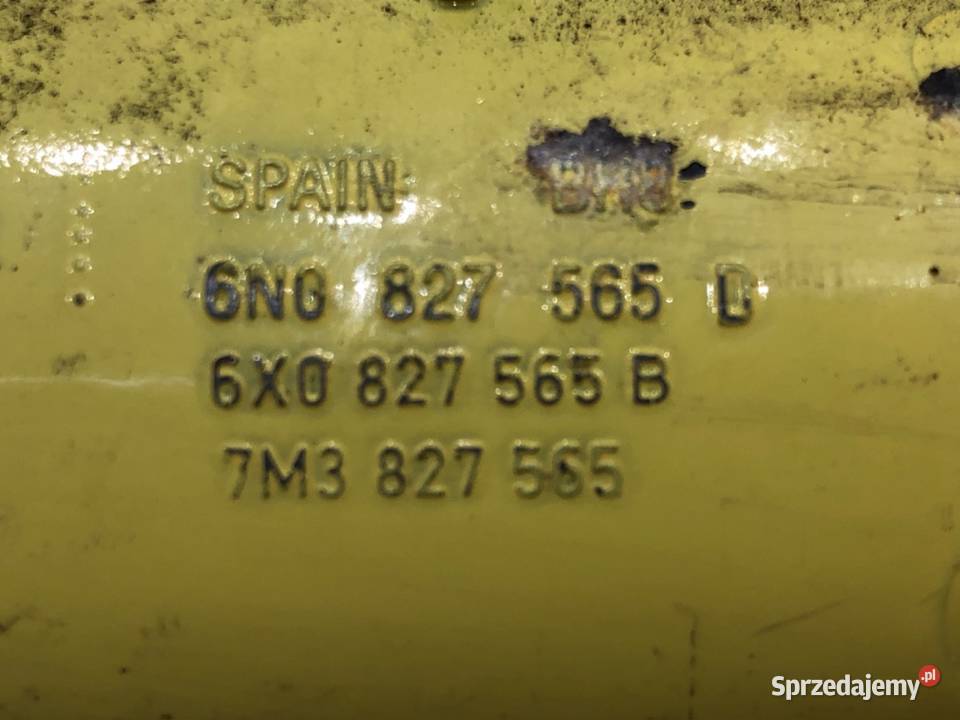 SPAIN
6N0 827 565 D
6X0 827 565 B
7M3 827 565
Sprzedajemy.pl